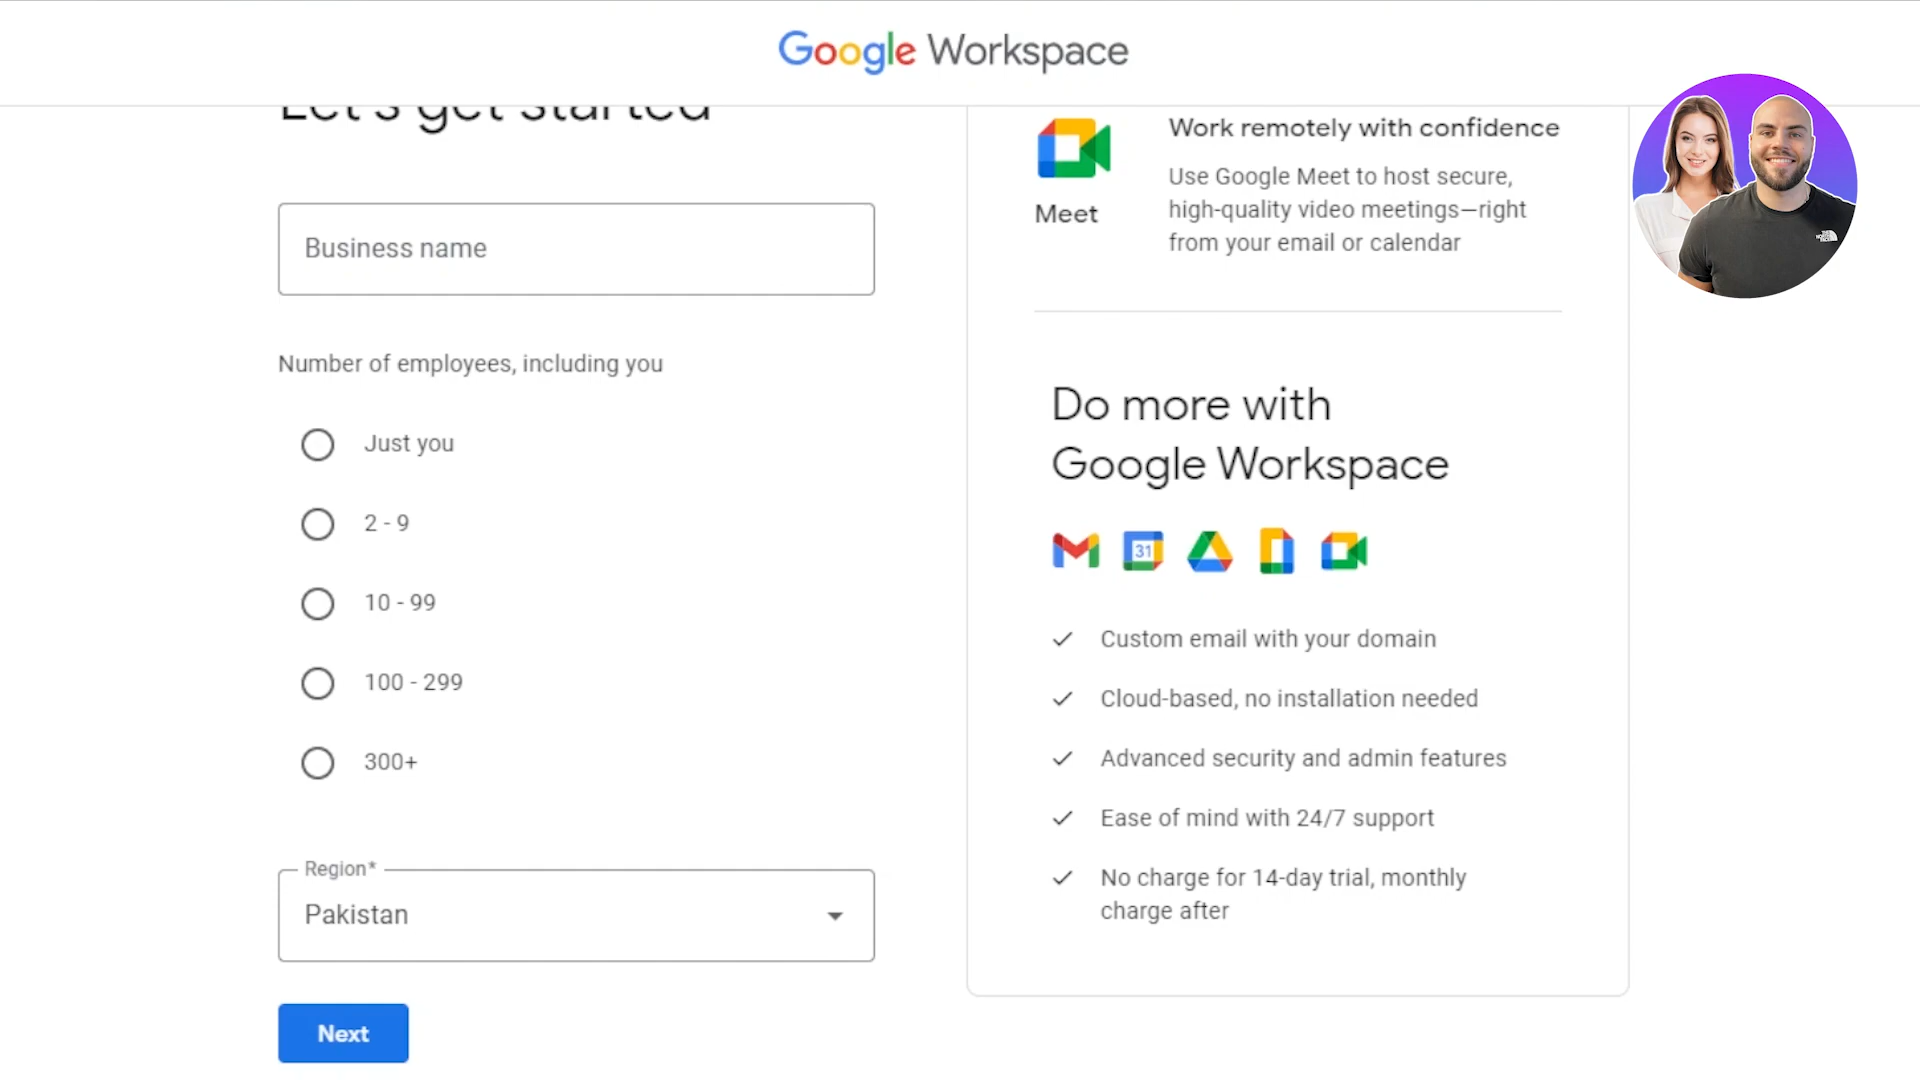 Google Workspace
Let's get started
Business name
Number of employees, including you
Just you
2 - 9
10 - 99
100 - 299
300+
Region*
Pakistan
Next
Work remotely with confidence
Use Google Meet to host secure,
high-quality video meetings—right
from your email or calendar
Meet
Do more with
Google Workspace
31
Custom email with your domain
Cloud-based, no installation needed
Advanced security and admin features
Ease of mind with 24/7 support
No charge for 14-day trial, monthly
charge after